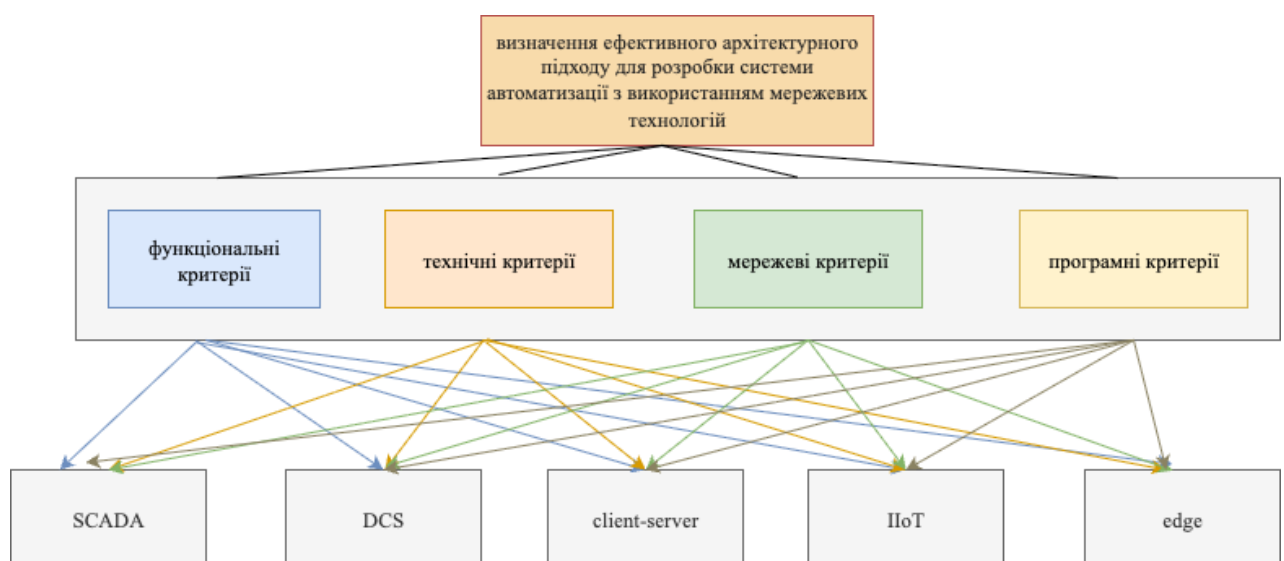 визначення ефективного архітектурного
підходу для розробки системи
автоматизації з використанням мережевих
технологій
функціональні
критерії
технічні критерії
мережеві критерії
програмні критерії
SCADA
DCS
client-server
IIoT
edge